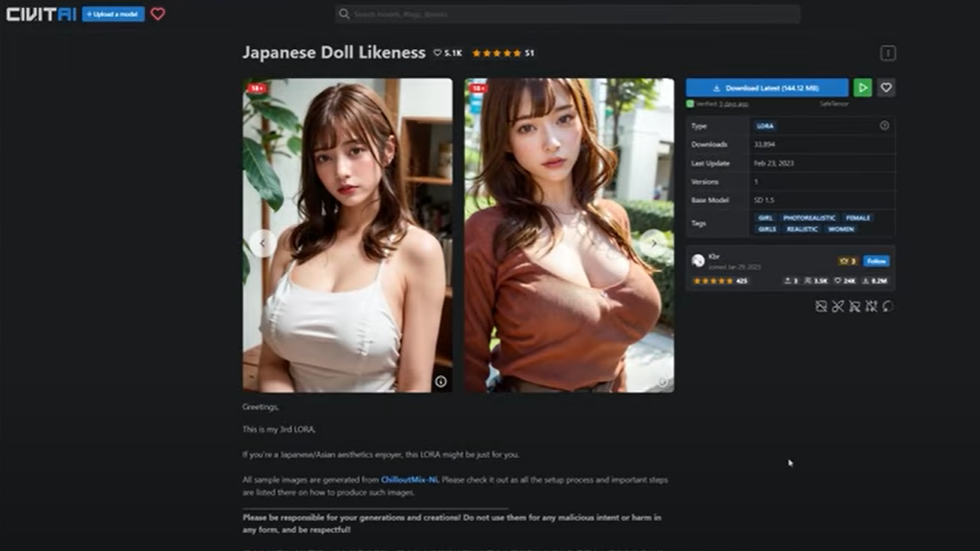 CIVITAI + Upload a model
Japanese Doll Likeness 5.1K 51
18+ 18+
Download Latest (144.12 MB)
Verified: 3 days ago SafeTensor
Type LORA
Downloads 33,894
Last Update Feb 23, 2023
Versions 1
Base Model SD 1.5
Tags GIRL PHOTOREALISTIC FEMALE
GIRLS REALISTIC WOMEN
Kbr 3 Follow
Joined Jan 29, 2023
425 3 3.5K 24K 0.2M
Greetings,
This is my 3rd LORA.
If you're a Japanese/Asian aesthetics enjoyer, this LORA might be just for you.
All sample images are generated from ChilloutMix-Ni. Please check it out as all the setup process and important steps
are listed there on how to produce such images.
Please be responsible for your generations and creations! Do not use them for any malicious intent or harm in
any form, and be respectful!